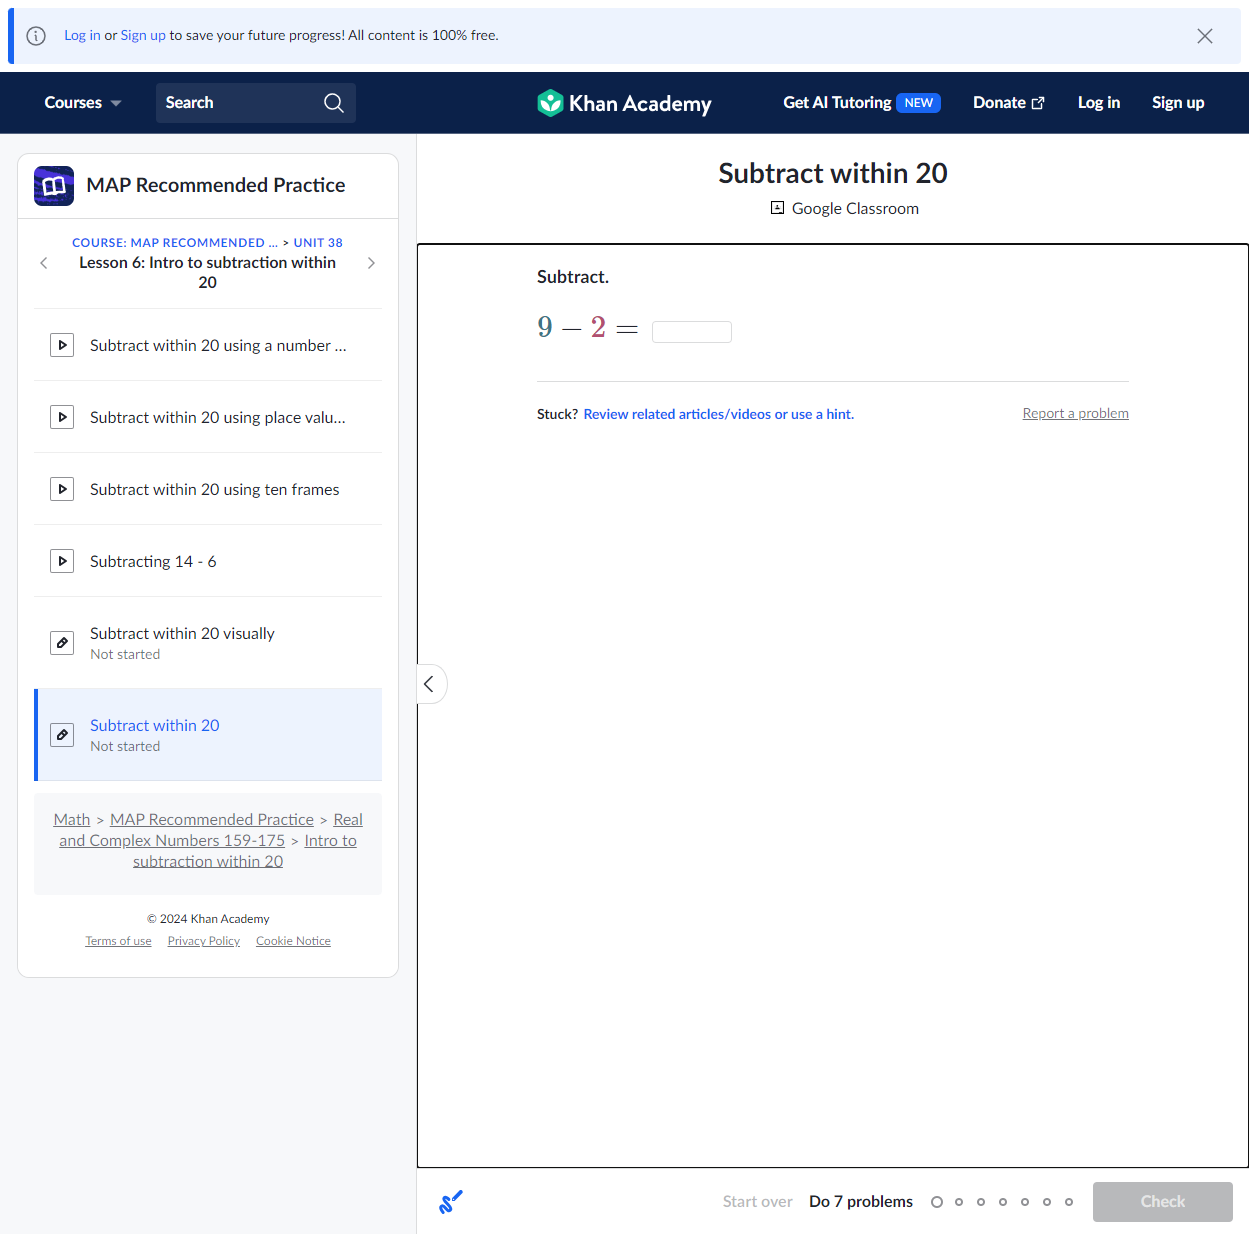 Log in or Sign up to save your future progress! All content is 100% free.
Courses
Search
Khan Academy
Get AI Tutoring NEW
Donate
Log in
Sign up
MAP Recommended Practice
COURSE: MAP RECOMMENDED ... > UNIT 38
Lesson 6: Intro to subtraction within
20
Subtract within 20 using a number ...
Subtract within 20 using place valu...
Subtract within 20 using ten frames
Subtracting 14 - 6
Subtract within 20 visually
Not started
Subtract within 20
Not started
Math > MAP Recommended Practice > Real
and Complex Numbers 159-175 > Intro to
subtraction within 20
© 2024 Khan Academy
Terms of use Privacy Policy Cookie Notice
Subtract within 20
Google Classroom
Subtract.
9 − 2 =
Stuck? Review related articles/videos or use a hint.
Report a problem
Start over
Do 7 problems
Check